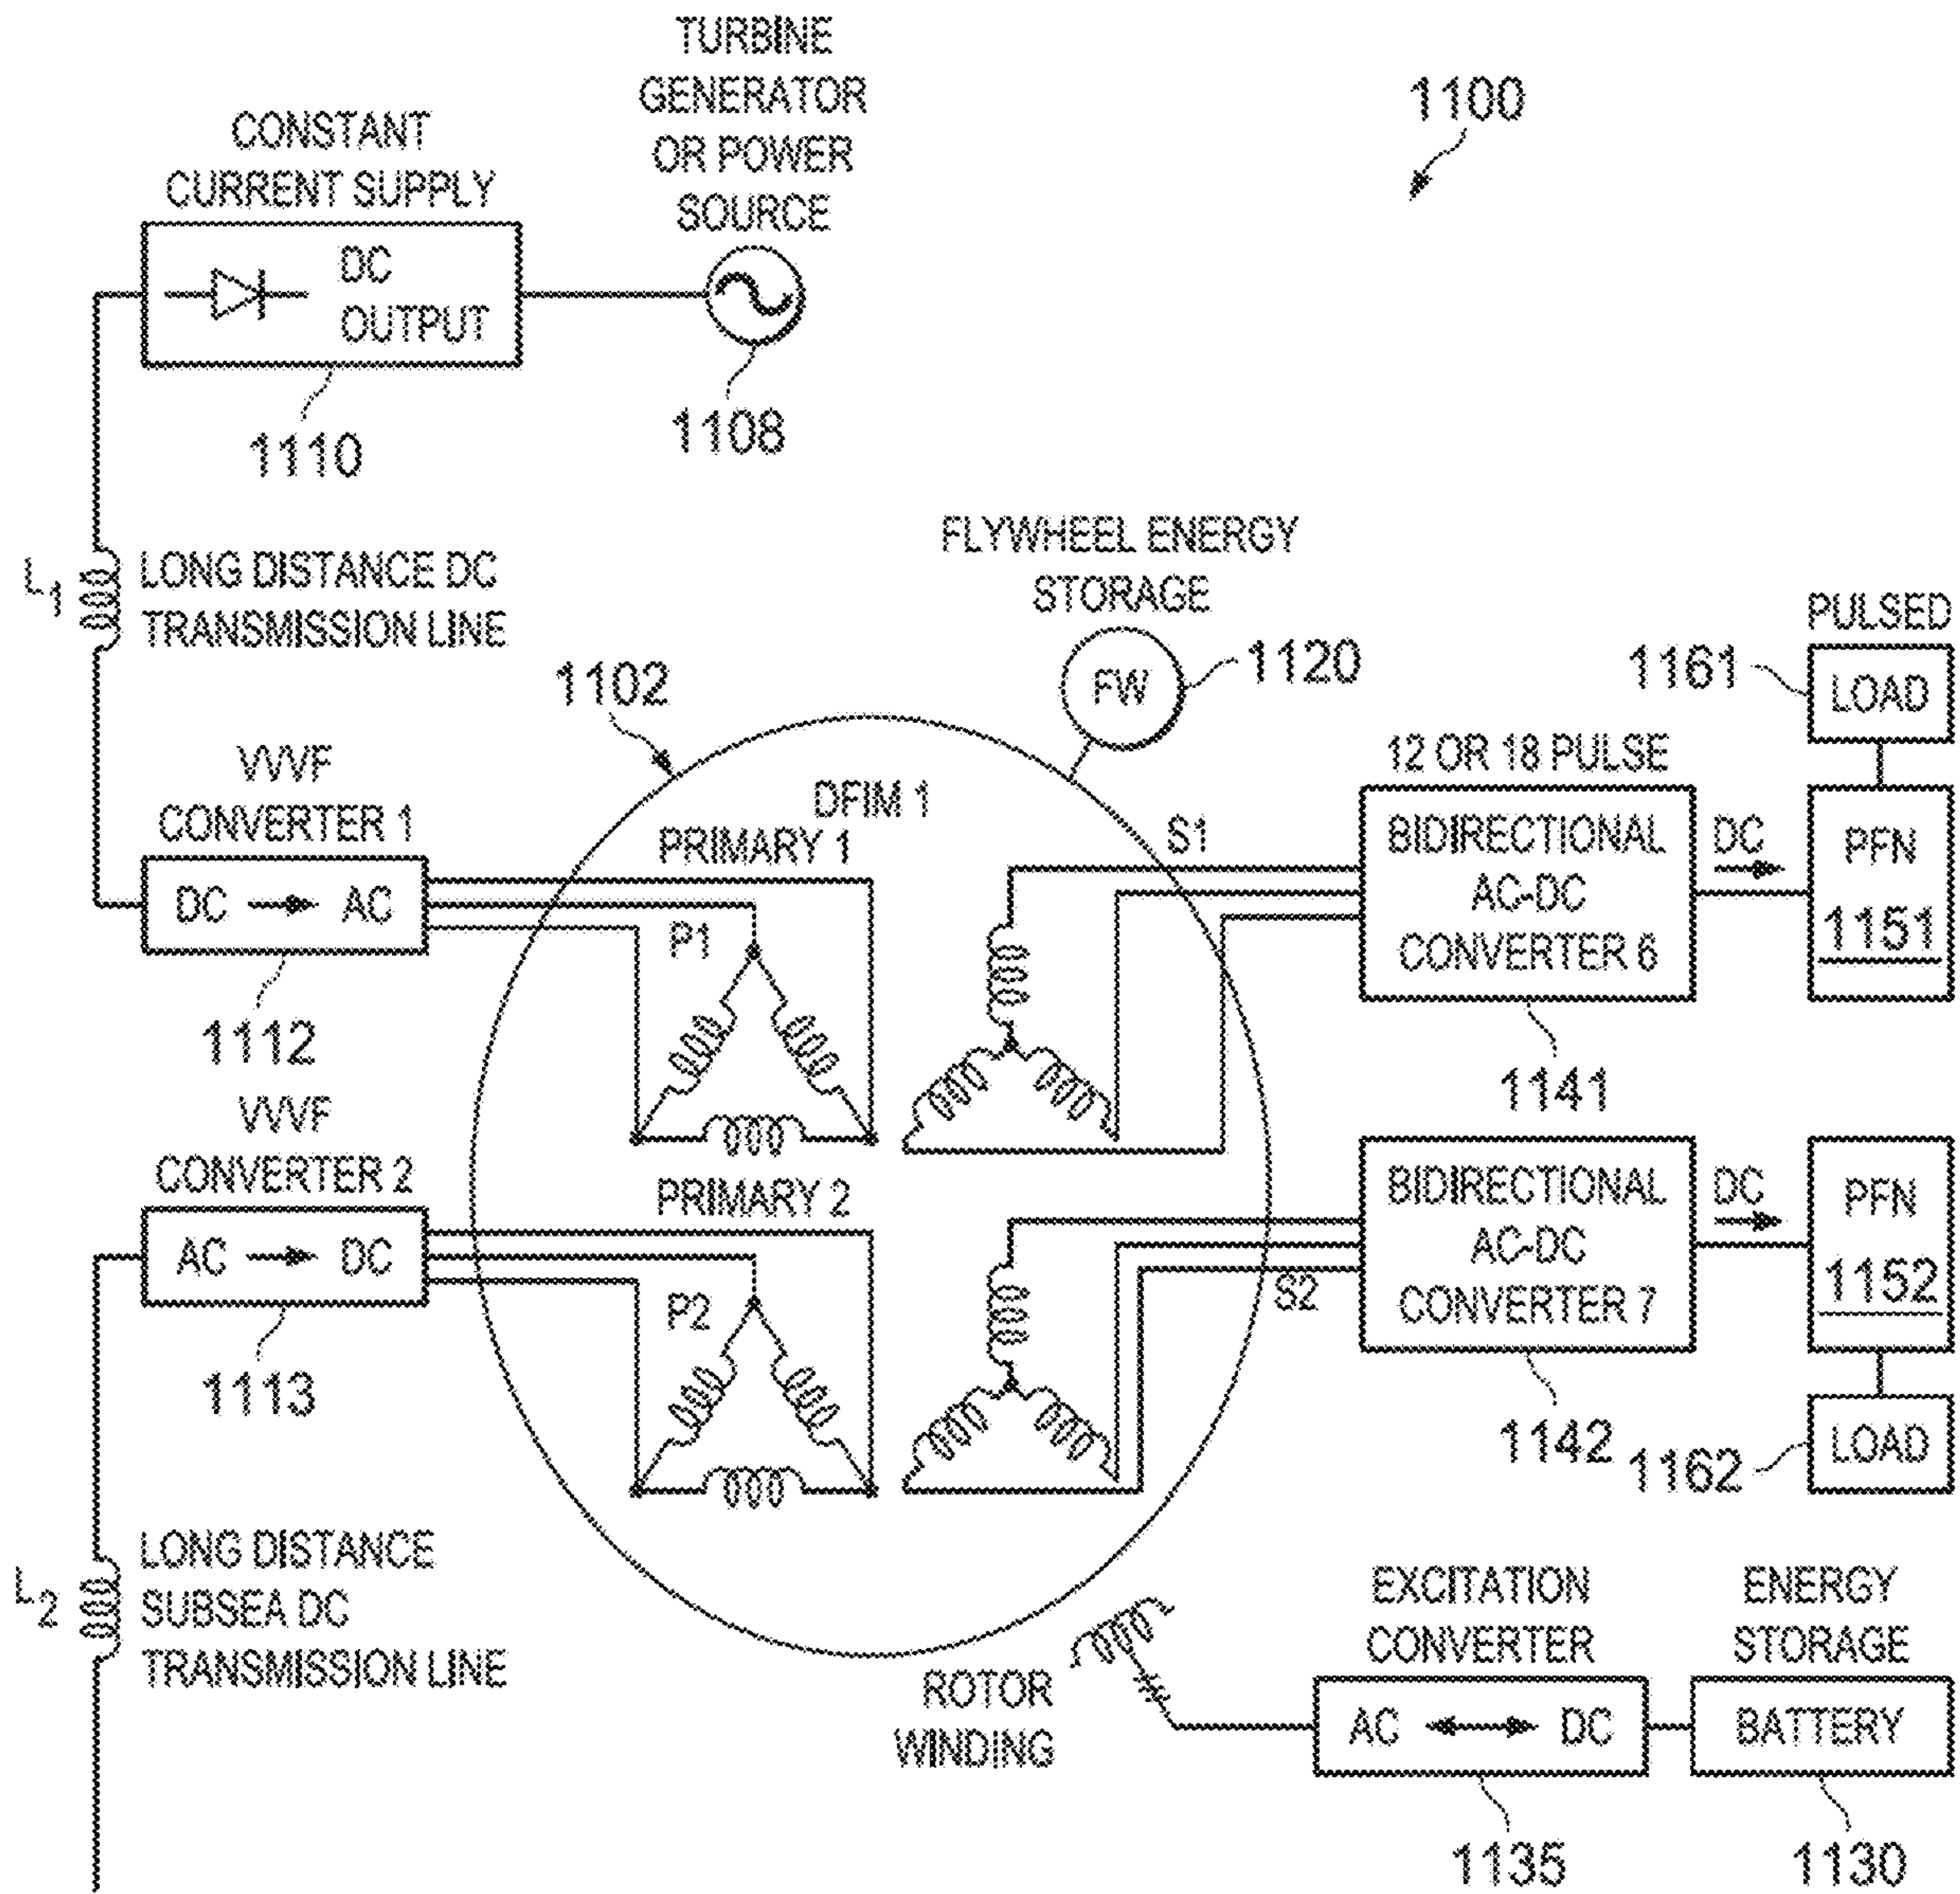 TURBINE
GENERATOR
OR POWER
SOURCE
1100
CONSTANT
CURRENT SUPPLY
DC
OUTPUT
1110
1108
L1
LONG DISTANCE DC
TRANSMISSION LINE
FLYWHEEL ENERGY
STORAGE
FW
1120
1102
PULSED
1161
LOAD
VVVF
CONVERTER 1
DC
AC
1112
DFIM 1
PRIMARY 1
P1
S1
12 OR 18 PULSE
BIDIRECTIONAL
AC-DC
CONVERTER 6
1141
DC
PFN
1151
VVVF
CONVERTER 2
AC
DC
1113
PRIMARY 2
P2
S2
BIDIRECTIONAL
AC-DC
CONVERTER 7
1142
DC
PFN
1152
1162
LOAD
L2
LONG DISTANCE
SUBSEA DC
TRANSMISSION LINE
ROTOR
WINDING
EXCITATION
CONVERTER
AC
DC
1135
ENERGY
STORAGE
BATTERY
1130